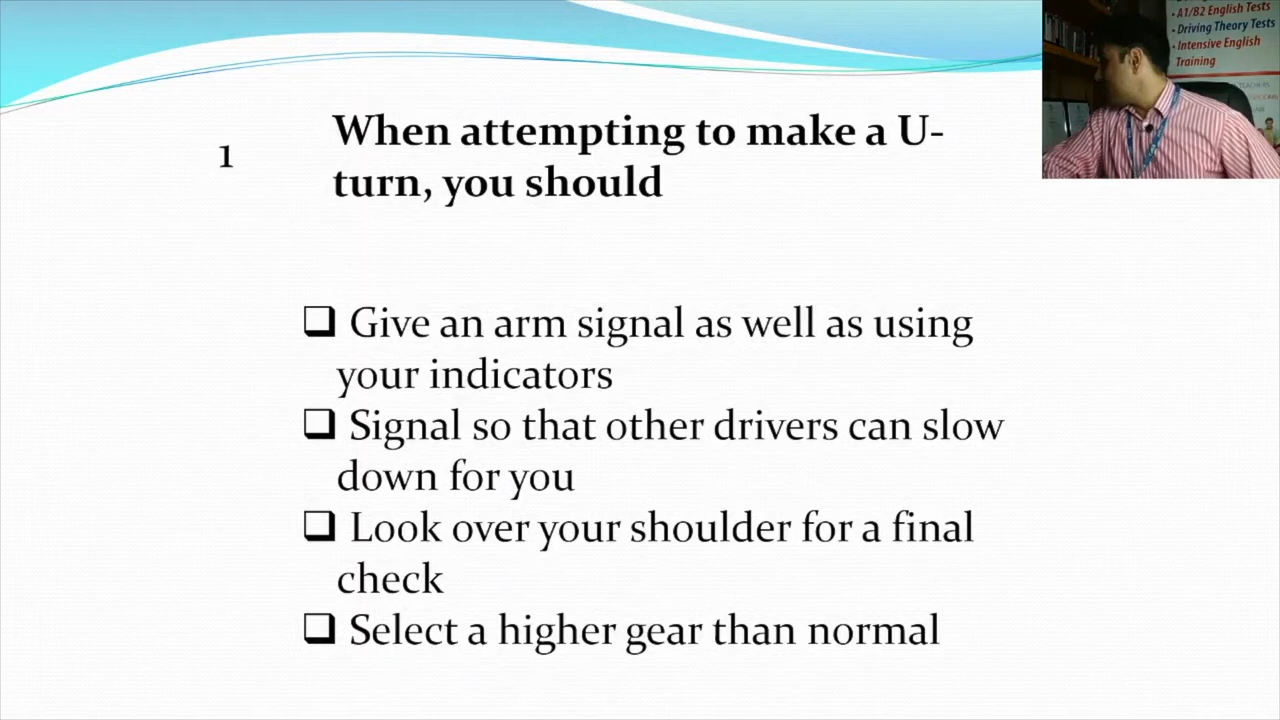 1
When attempting to make a U-
turn, you should
❑ Give an arm signal as well as using
your indicators
❑ Signal so that other drivers can slow
down for you
❑ Look over your shoulder for a final
check
❑ Select a higher gear than normal
• A1/B2 English Tests
• Driving Theory Tests
• Intensive English
Training